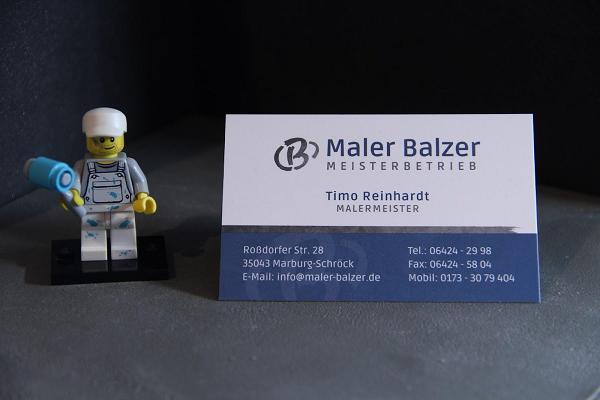 B Maler Balzer
MEISTERBETRIEB
Timo Reinhardt
MALERMEISTER
Roßdorfer Str. 28
35043 Marburg-Schröck
E-Mail: info@maler-balzer.de
Tel.: 06424 - 29 98
Fax: 06424 - 58 04
Mobil: 0173 - 30 79 404